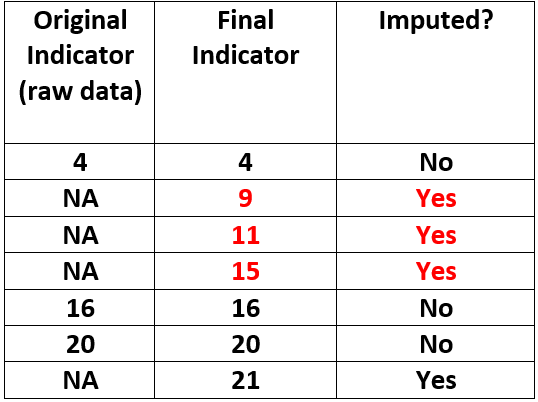 Original
Indicator
(raw data)
Final
Indicator
Imputed?
4 4 No
NA 9 Yes
NA 11 Yes
NA 15 Yes
16 16 No
20 20 No
NA 21 Yes